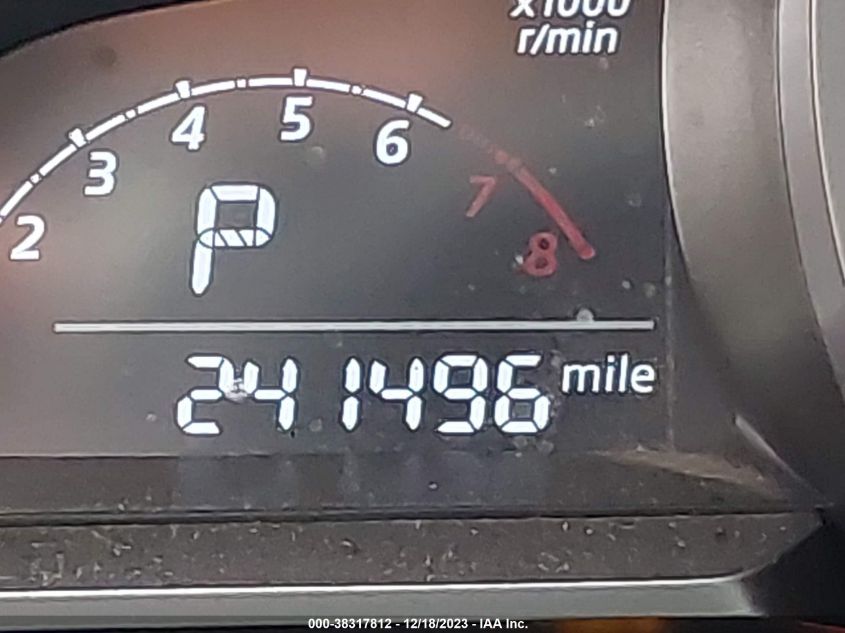 x1000
r/min
2 3 4 5 6 7 8
P
241496 mile
000-38317812 - 12/18/2023 - IAA Inc.